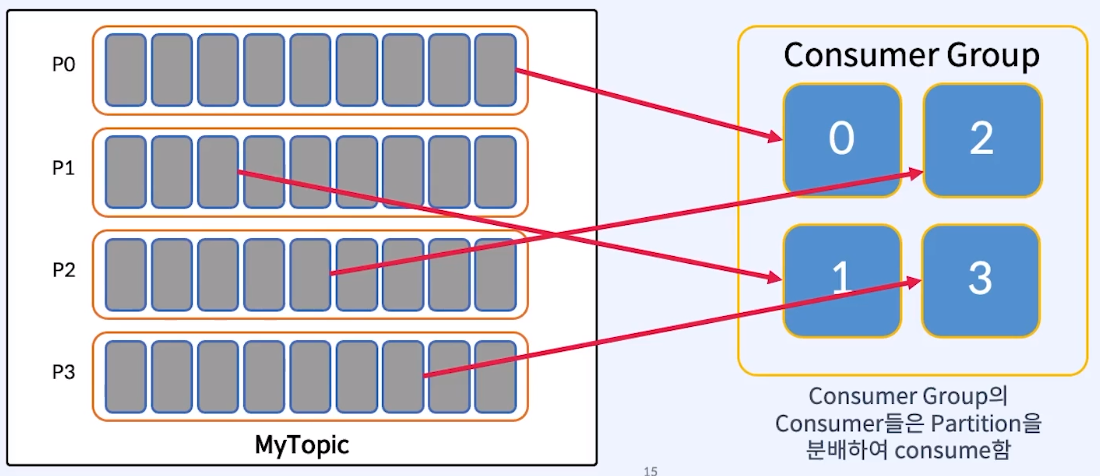 P0
P1
P2
P3
MyTopic
Consumer Group
0
2
1
3
Consumer Group의
Consumer들은 Partition을
분배하여 consume함
15